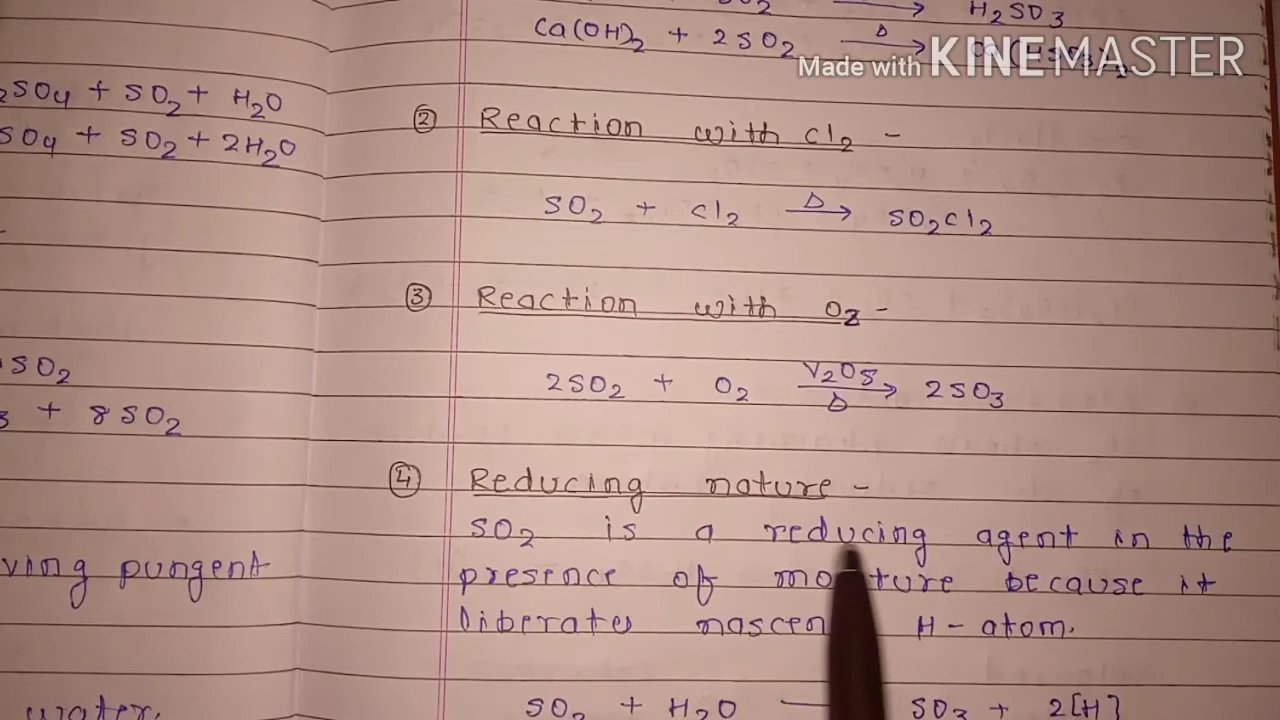 H2SO3
Ca(OH)2 + 2SO2 Δ→
Made with KINEMASTER
2SO4 + SO2 + H2O
SO4 + SO2 + 2H2O
② Reaction with Cl2 -
SO2 + Cl2 Δ→ SO2Cl2
③ Reaction with O2 -
SO2
2SO2 + O2 V2O5→Δ 2SO3
3 + 8SO2
④ Reducing nature -
SO2 is a reducing agent in the
ving pungent
presence of moisture because it
liberates nascent H-atom.
water.
SO2 + H2O → SO3 + 2[H]